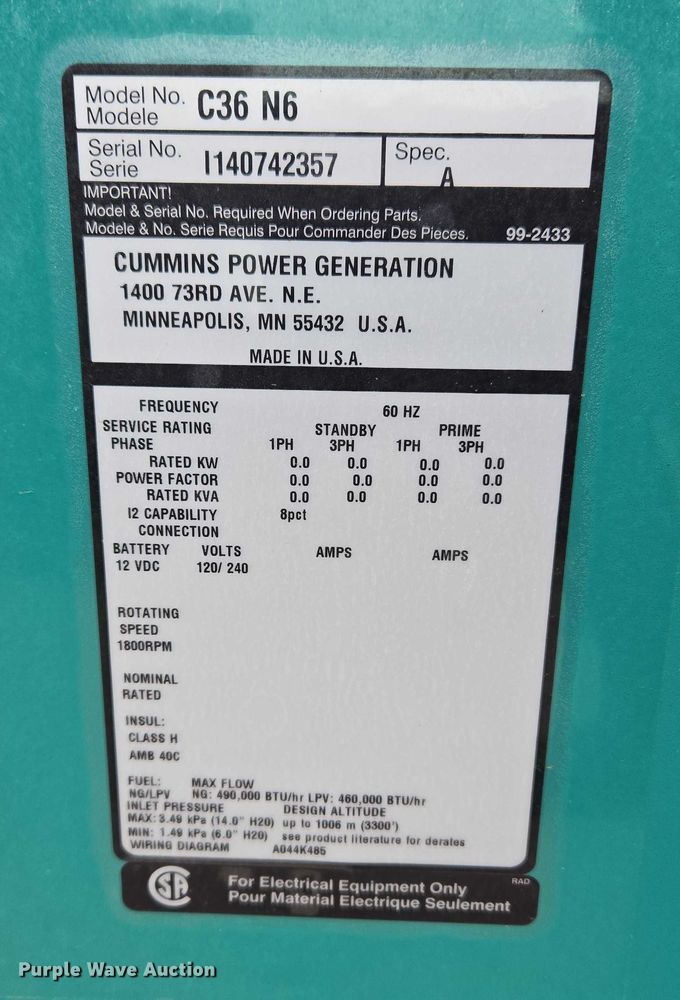 Model No. C36 N6
Modele
Serial No. I140742357 Spec.
Serie A
IMPORTANT!
Model & Serial No. Required When Ordering Parts.
Modele & No. Serie Requis Pour Commander Des Pieces. 99-2433
CUMMINS POWER GENERATION
1400 73RD AVE. N.E.
MINNEAPOLIS, MN 55432 U.S.A.
MADE IN U.S.A.
FREQUENCY 60 HZ
SERVICE RATING STANDBY PRIME
PHASE 1PH 3PH 1PH 3PH
RATED KW 0.0 0.0 0.0 0.0
POWER FACTOR 0.0 0.0 0.0 0.0
RATED KVA 0.0 0.0 0.0 0.0
I2 CAPABILITY 8pct
CONNECTION
BATTERY VOLTS AMPS AMPS
12 VDC 120/ 240
ROTATING
SPEED
1800RPM
NOMINAL
RATED
INSUL:
CLASS H
AMB 40C
FUEL: MAX FLOW
NG/LPV NG: 490,000 BTU/hr LPV: 460,000 BTU/hr
INLET PRESSURE DESIGN ALTITUDE
MAX: 3.49 kPa (14.0" H20) up to 1006 m (3300')
MIN: 1.49 kPa (6.0" H20) see product literature for derates
WIRING DIAGRAM A044K485
SA For Electrical Equipment Only RAD
Pour Material Electrique Seulement
Purple Wave Auction